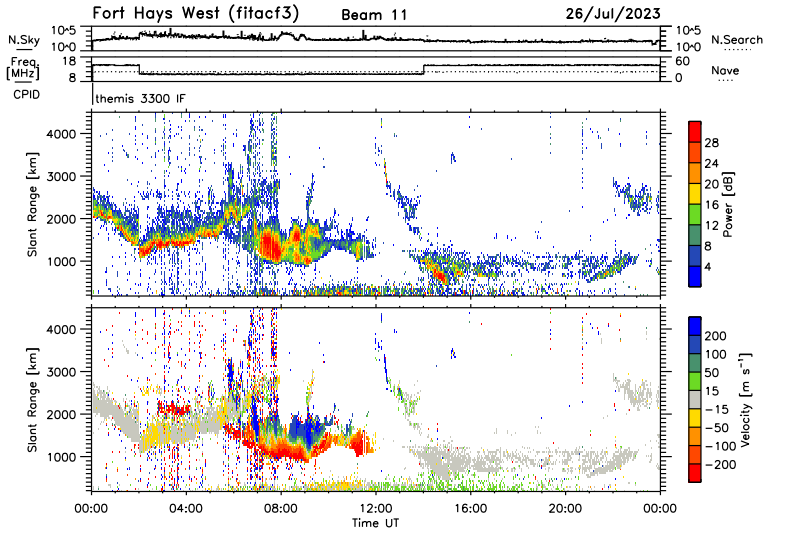 Fort Hays West (fitacf3) Beam 11 26/Jul/2023
N.Sky 10^5 10^0 10^5 10^0 N.Search
Freq. [MHz] 18 8 60 0 Nave
CPID themis 3300 IF
Slant Range [km] 4000 3000 2000 1000
28 24 20 16 12 8 4 Power [dB]
Slant Range [km] 4000 3000 2000 1000
200 100 50 15 −15 −50 −100 −200 Velocity [m s⁻¹]
00:00 04:00 08:00 12:00 16:00 20:00 00:00
Time UT